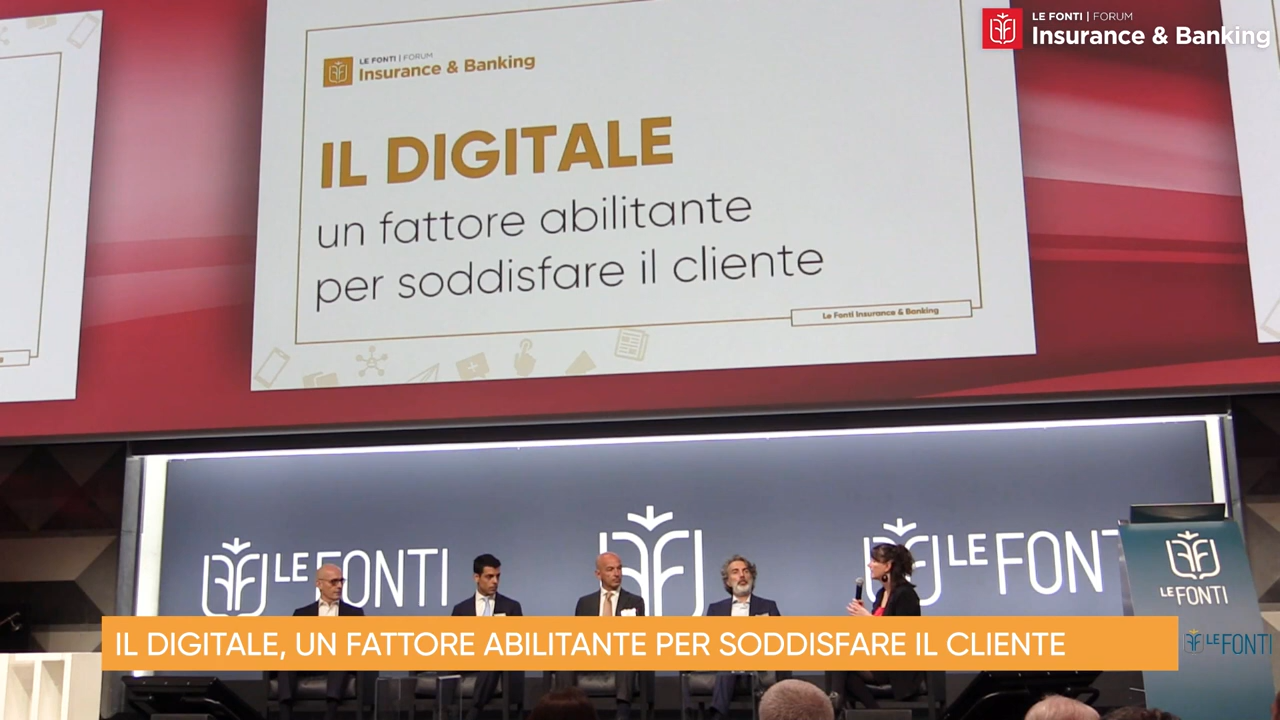 LE FONTI | FORUM
Insurance & Banking
LE FONTI | FORUM
Insurance & Banking
IL DIGITALE
un fattore abilitante
per soddisfare il cliente
Le Fonti Insurance & Banking
LE FONTI
LE FONT
LE FONTI
IL DIGITALE, UN FATTORE ABILITANTE PER SODDISFARE IL CLIENTE
LE FONTI